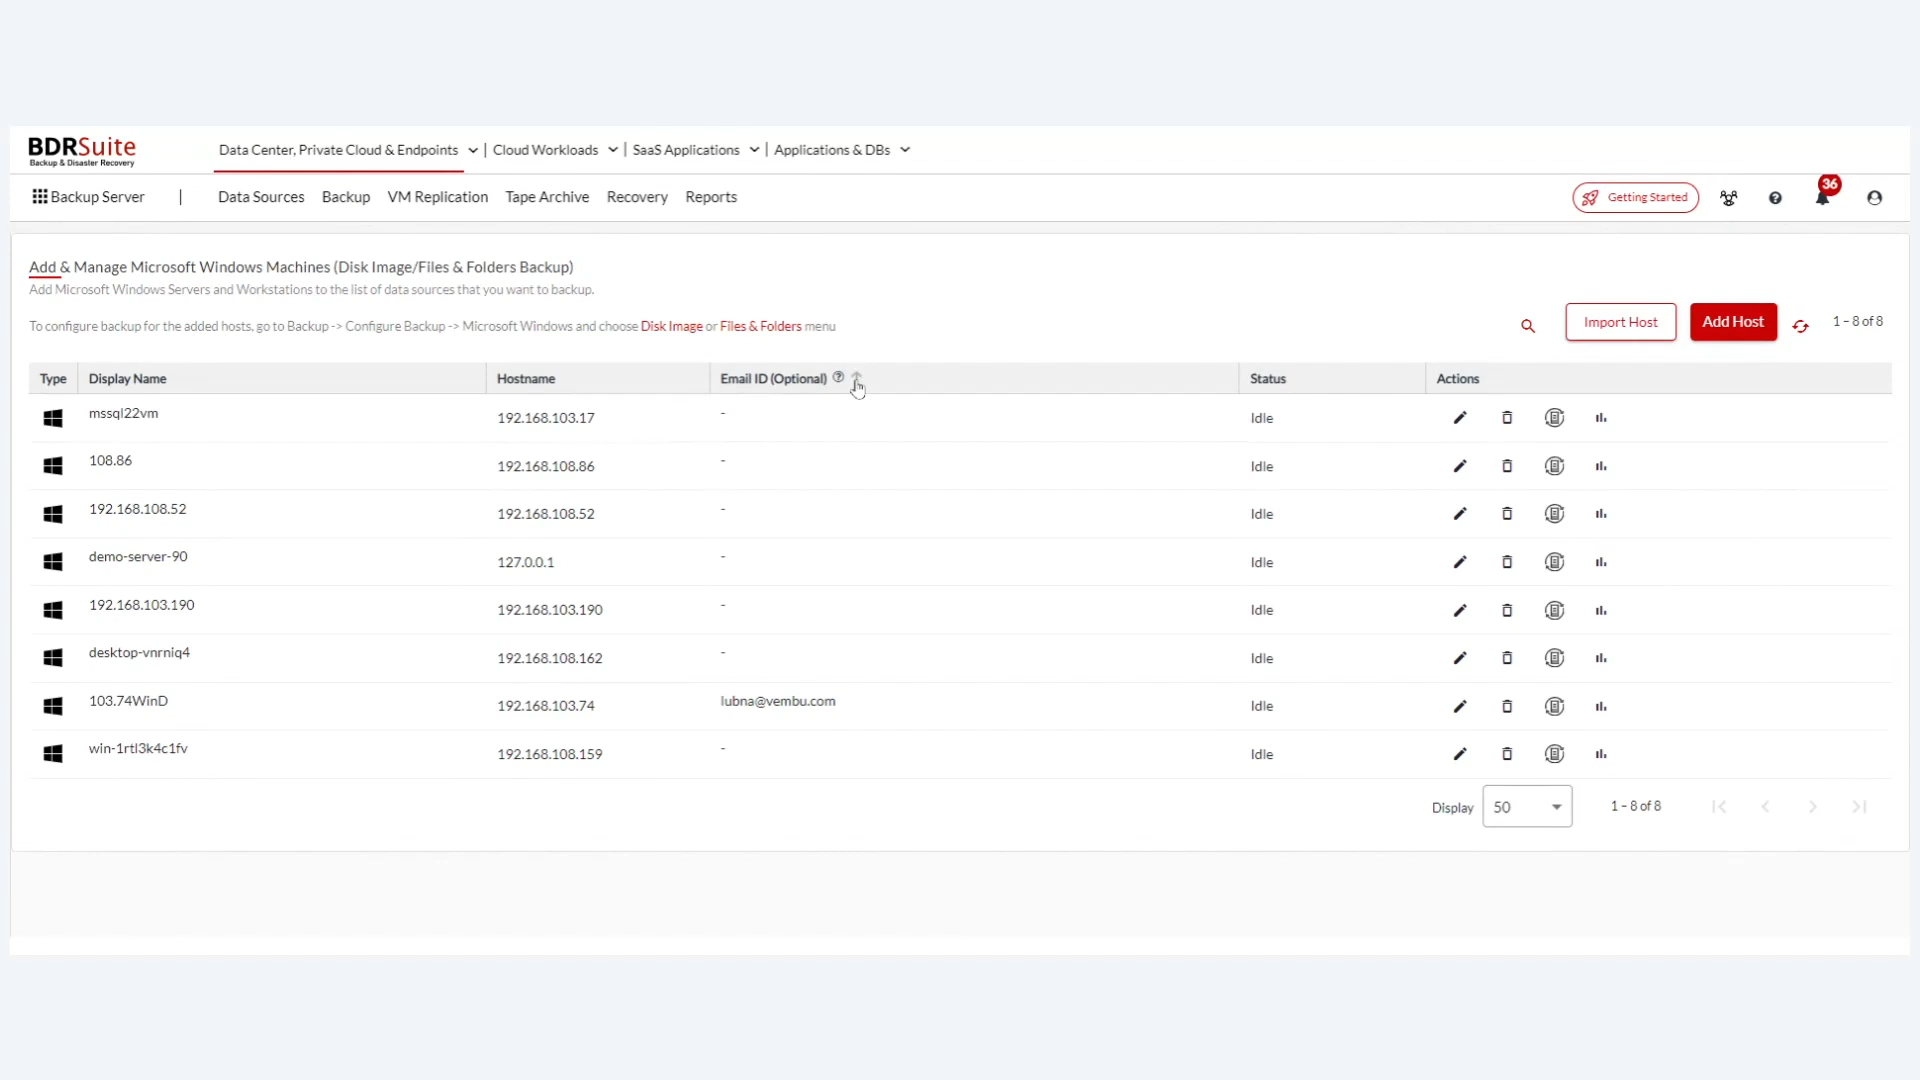 BDRSuite
Backup & Disaster Recovery
Data Center, Private Cloud & Endpoints | Cloud Workloads | SaaS Applications | Applications & DBs
Backup Server | Data Sources Backup VM Replication Tape Archive Recovery Reports Getting Started 36
Add & Manage Microsoft Windows Machines (Disk Image/Files & Folders Backup)
Add Microsoft Windows Servers and Workstations to the list of data sources that you want to backup.
To configure backup for the added hosts, go to Backup -> Configure Backup -> Microsoft Windows and choose Disk Image or Files & Folders menu
Import Host Add Host 1 – 8 of 8
Type Display Name Hostname Email ID (Optional) Status Actions
mssql22vm 192.168.103.17 - Idle
108.86 192.168.108.86 - Idle
192.168.108.52 192.168.108.52 - Idle
demo-server-90 127.0.0.1 - Idle
192.168.103.190 192.168.103.190 - Idle
desktop-vnrniq4 192.168.108.162 - Idle
103.74WinD 192.168.103.74 lubna@vembu.com Idle
win-1rtl3k4c1fv 192.168.108.159 - Idle
Display 50 1 – 8 of 8